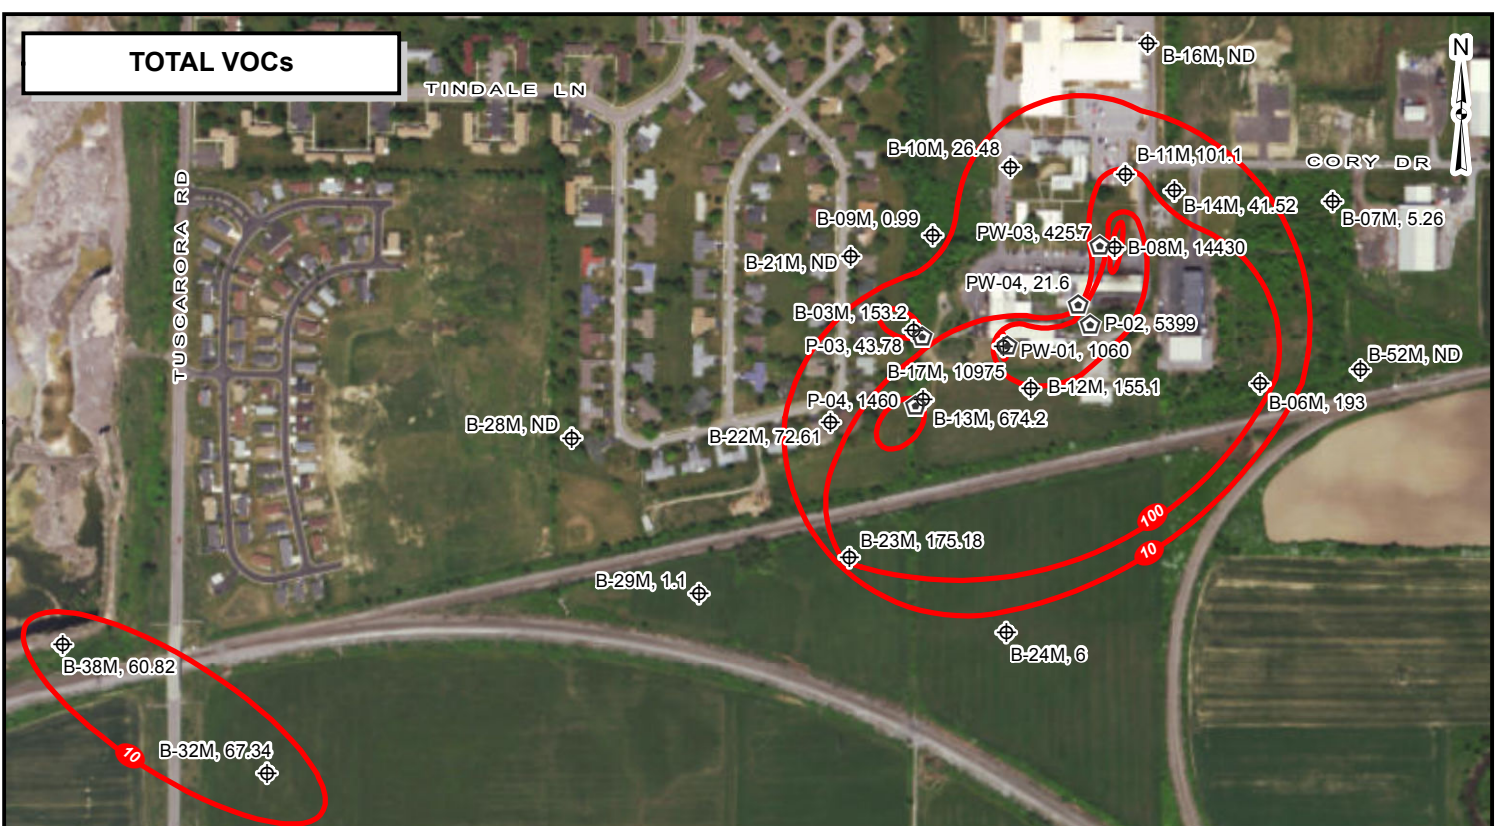 TOTAL VOCs
N
B-16M, ND
TINDALE LN
B-10M, 26.48
B-11M,101.1
CORY DR
TUSCARORA RD
B-14M, 41.52
B-07M, 5.26
B-09M, 0.99
PW-03, 425.7
B-08M, 14430
B-21M, ND
PW-04, 21.6
B-03M, 153.2
P-02, 5399
P-03, 43.78
PW-01, 1060
B-52M, ND
B-17M, 10975
B-12M, 155.1
P-04, 1460
B-06M, 193
B-13M, 674.2
B-28M, ND
B-22M, 72.61
100
B-23M, 175.18
10
B-29M, 1.1
B-24M, 6
B-38M, 60.82
B-32M, 67.34
10